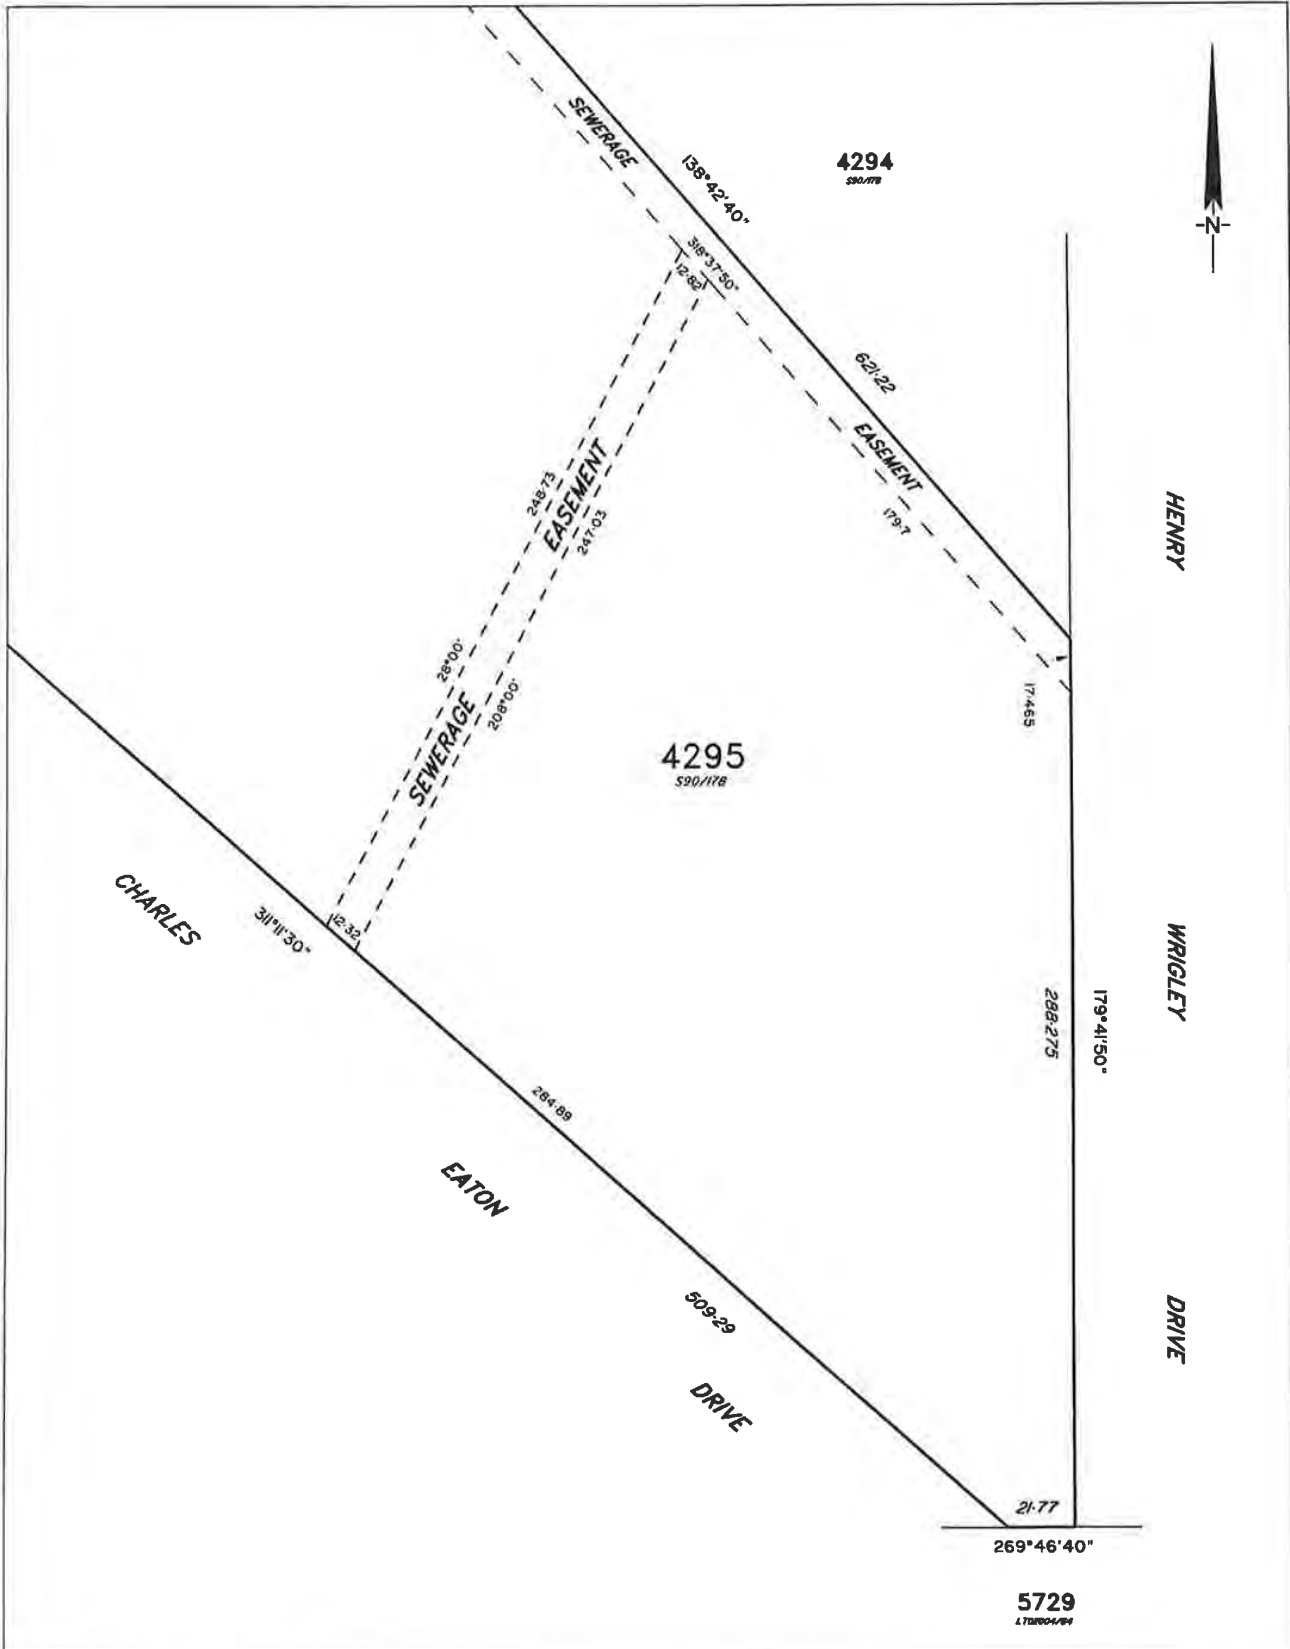 SEWERAGE
138°42'40"
4294
S90/178
-N-
318°37'50"
12·82
621·22
EASEMENT
179·7
HENRY
248·73
EASEMENT
247·03
28°00'
SEWERAGE
208°00'
17·465
4295
S90/178
CHARLES
311°11'30"
12·32
WRIGLEY
179°41'50"
288·275
284·89
EATON
509·29
DRIVE
DRIVE
21·77
269°46'40"
5729